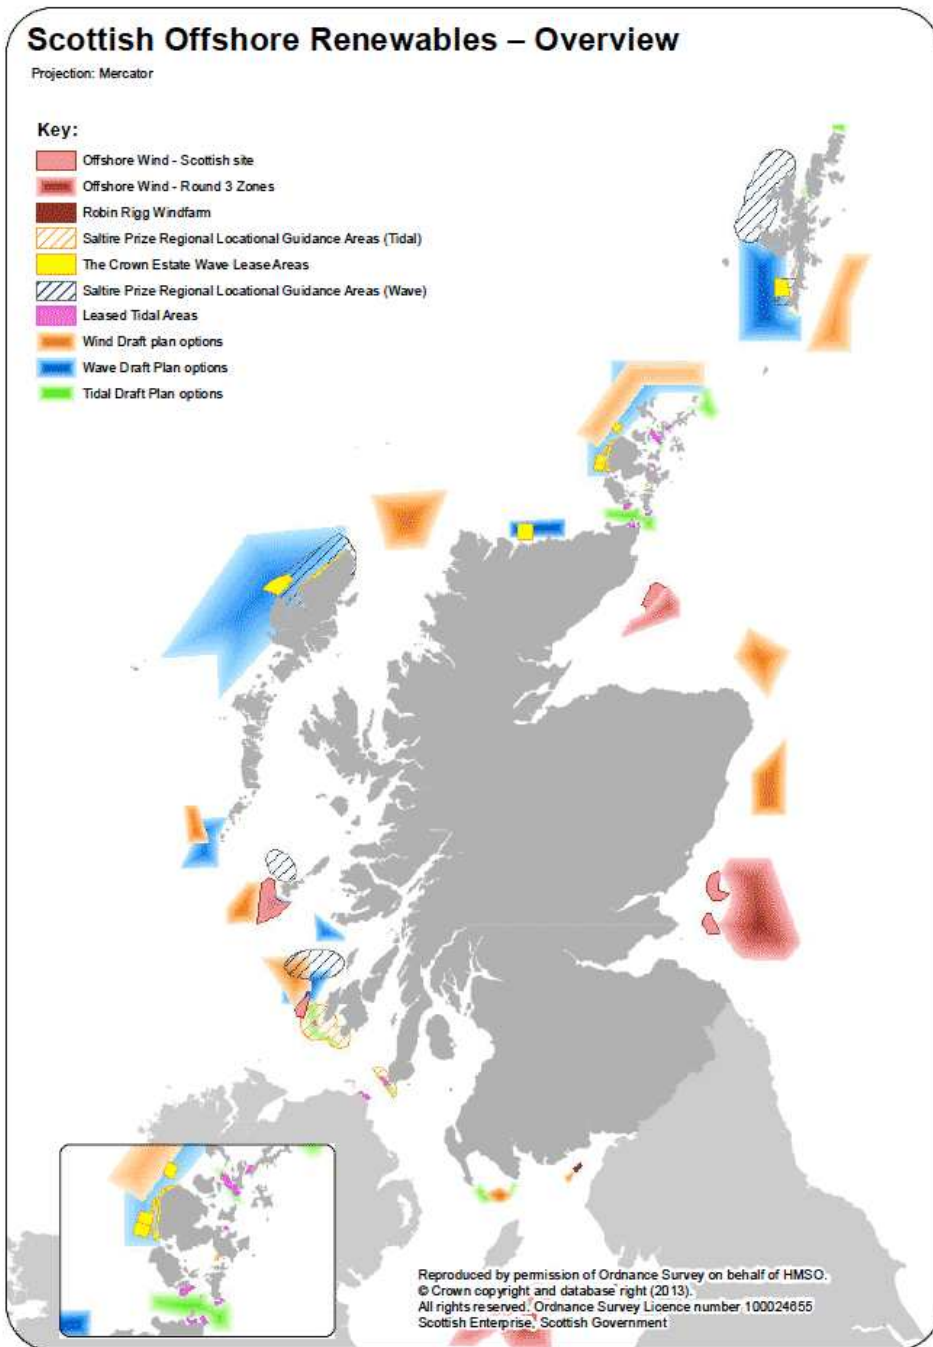 Scottish Offshore Renewables – Overview
Projection: Mercator
Key:
Offshore Wind - Scottish site
Offshore Wind - Round 3 Zones
Robin Rigg Windfarm
Saltire Prize Regional Locational Guidance Areas (Tidal)
The Crown Estate Wave Lease Areas
Saltire Prize Regional Locational Guidance Areas (Wave)
Leased Tidal Areas
Wind Draft plan options
Wave Draft Plan options
Tidal Draft Plan options
Reproduced by permission of Ordnance Survey on behalf of HMSO.
© Crown copyright and database right (2013).
All rights reserved. Ordnance Survey Licence number 100024655
Scottish Enterprise, Scottish Government